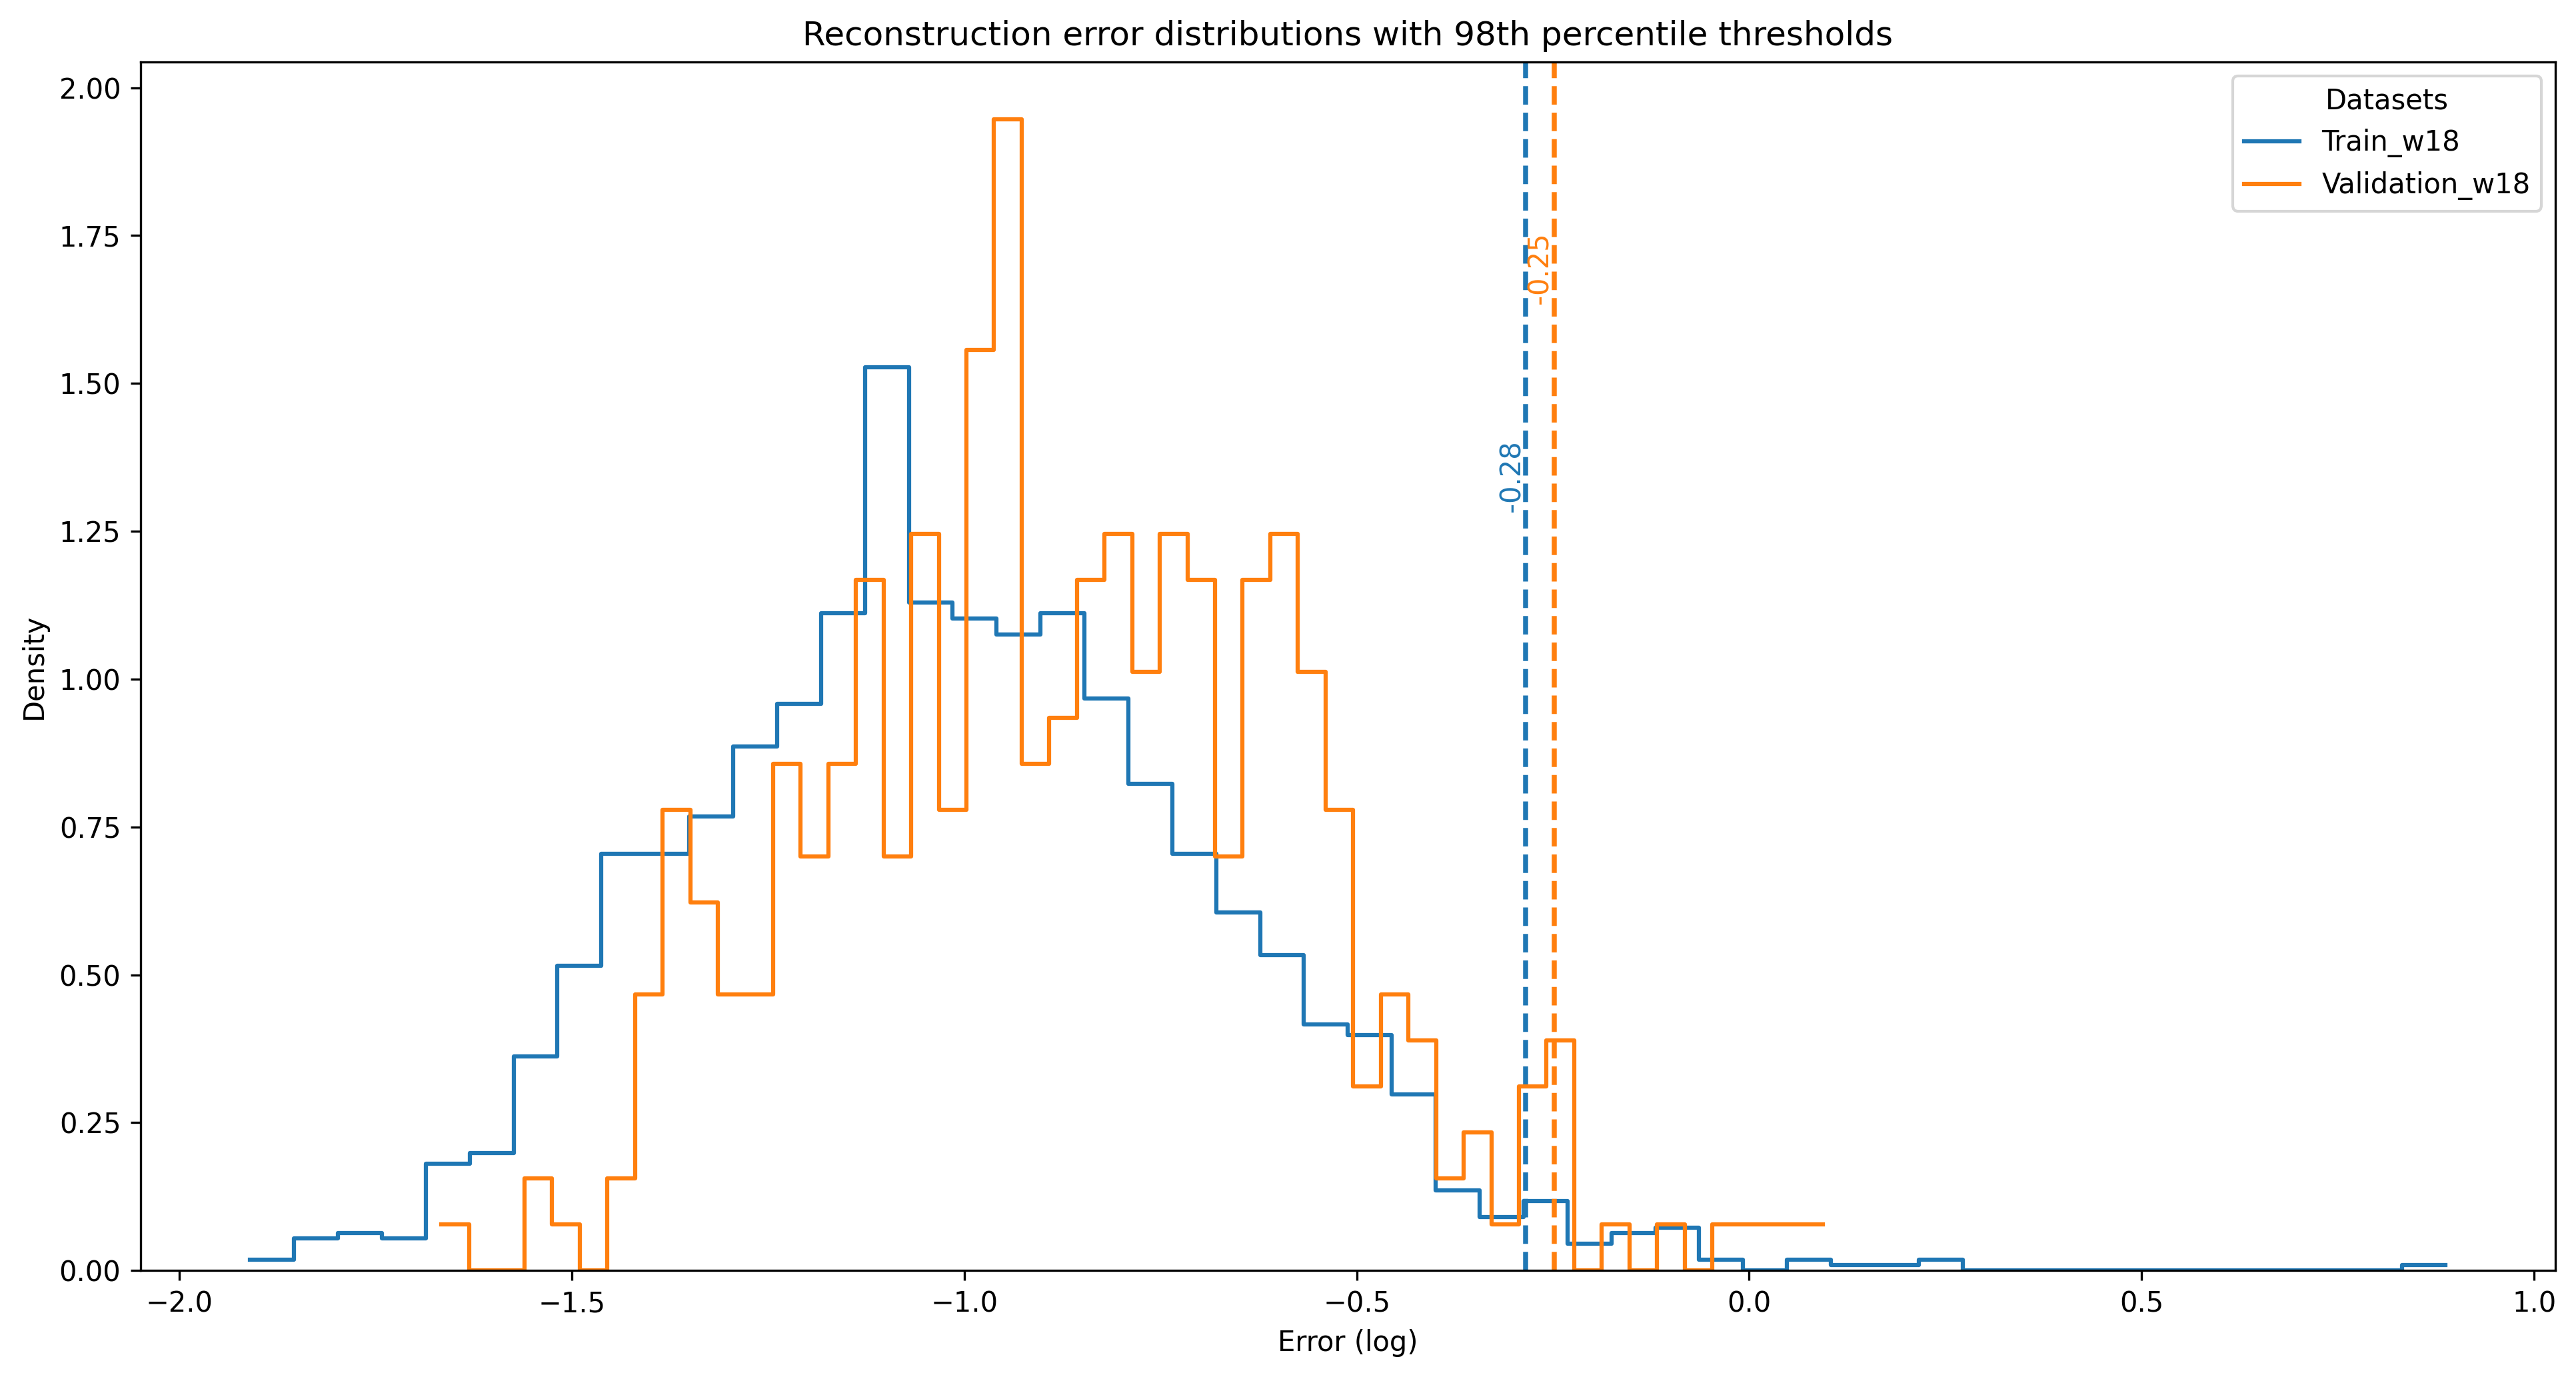 Reconstruction error distributions with 98th percentile thresholds
Datasets
Train_w18
Validation_w18
-0.25
-0.28
Density
2.00
1.75
1.50
1.25
1.00
0.75
0.50
0.25
0.00
−2.0 −1.5 −1.0 −0.5 0.0 0.5 1.0
Error (log)